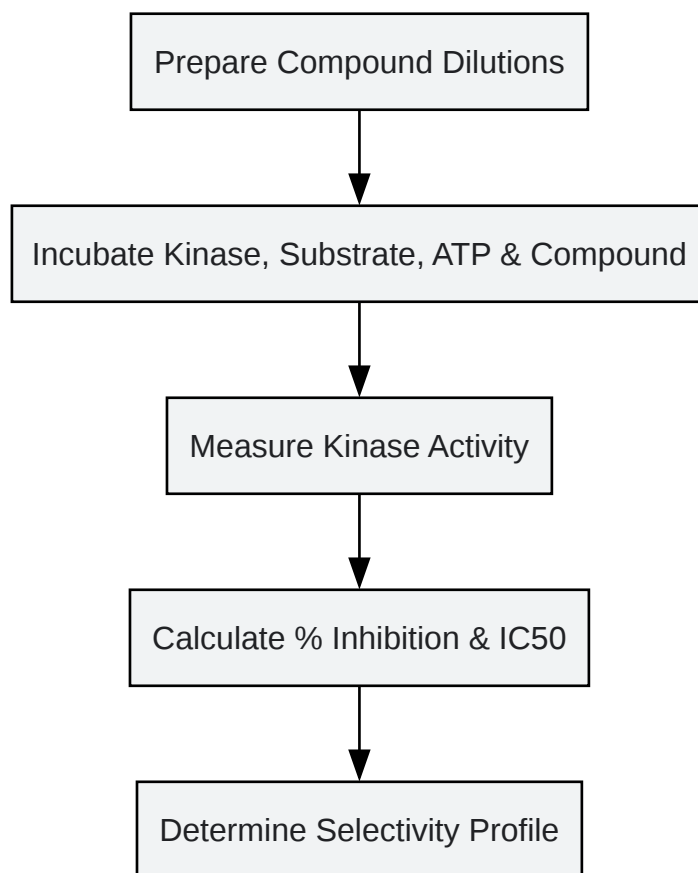 Prepare Compound Dilutions
Incubate Kinase, Substrate, ATP & Compound
Measure Kinase Activity
Calculate % Inhibition & IC50
Determine Selectivity Profile